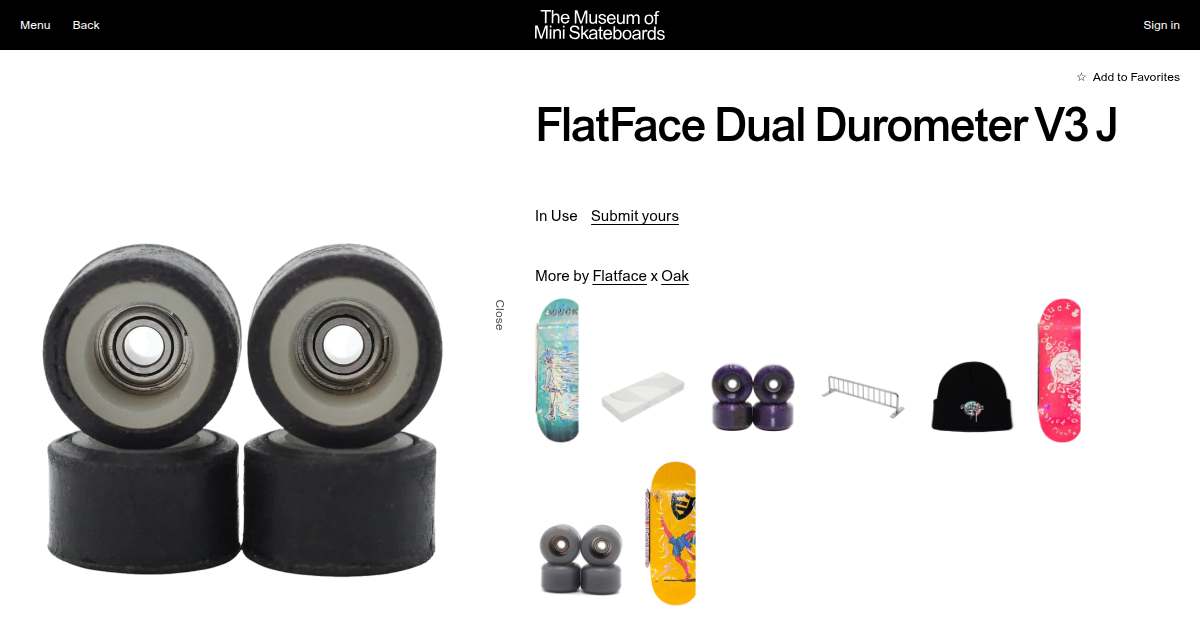 Menu
Back
The Museum of
Mini Skateboards
Sign in
☆ Add to Favorites
FlatFace Dual Durometer V3 J
In Use
Submit yours
More by Flatface x Oak
Close